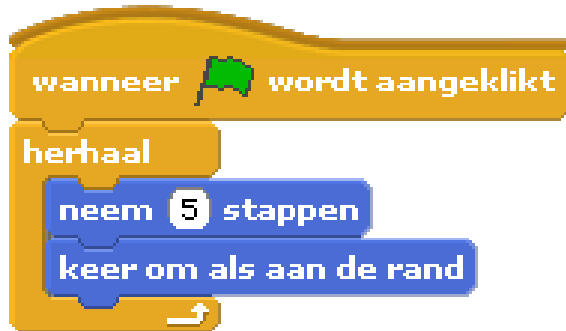 wanneer wordt aangeklikt
herhaal
neem 5 stappen
keer om als aan de rand